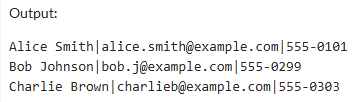 Output:
Alice Smith|alice.smith@example.com|555-0101
Bob Johnson|bob.j@example.com|555-0299
Charlie Brown|charlieb@example.com|555-0303